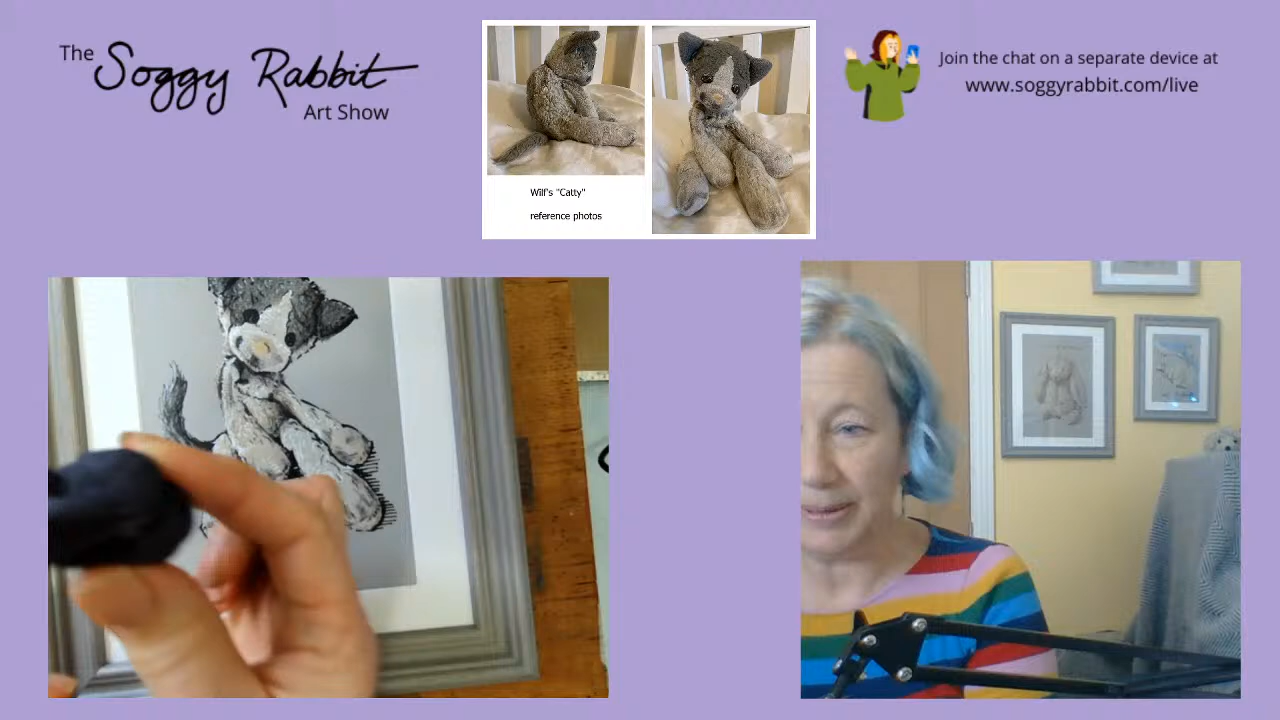 The
Soggy Rabbit
Art Show
Wilf's "Catty"
reference photos
Join the chat on a separate device at
www.soggyrabbit.com/live